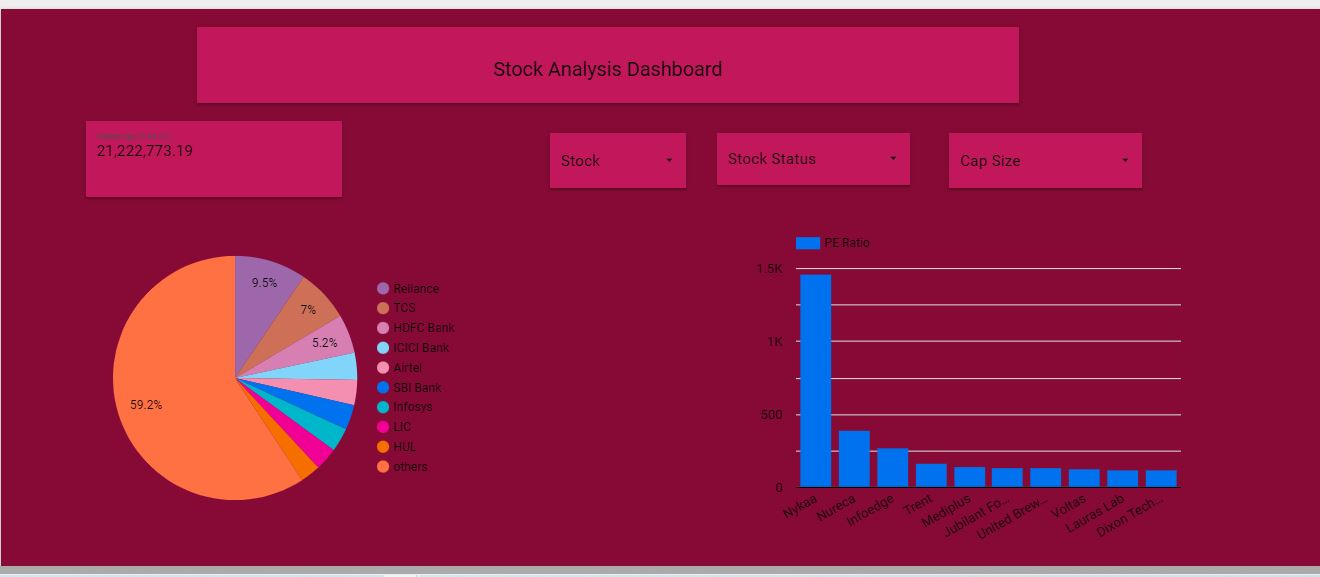 Stock Analysis Dashboard
21,222,773.19
Stock
Stock Status
Cap Size
9.5%
7%
5.2%
59.2%
Reliance
TCS
HDFC Bank
ICICI Bank
Airtel
SBI Bank
Infosys
LIC
HUL
others
PE Ratio
1.5K
1K
500
0
Nykaa
Nureca
Infoedge
Trent
Mediplus
Jubilant Fo...
United Brew...
Voltas
Lauras Lab
Dixon Tech...